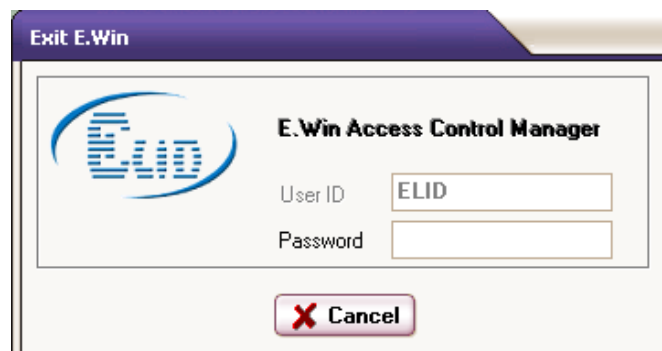 Exit E.Win
ELID
E.Win Access Control Manager
User ID ELID
Password
Cancel